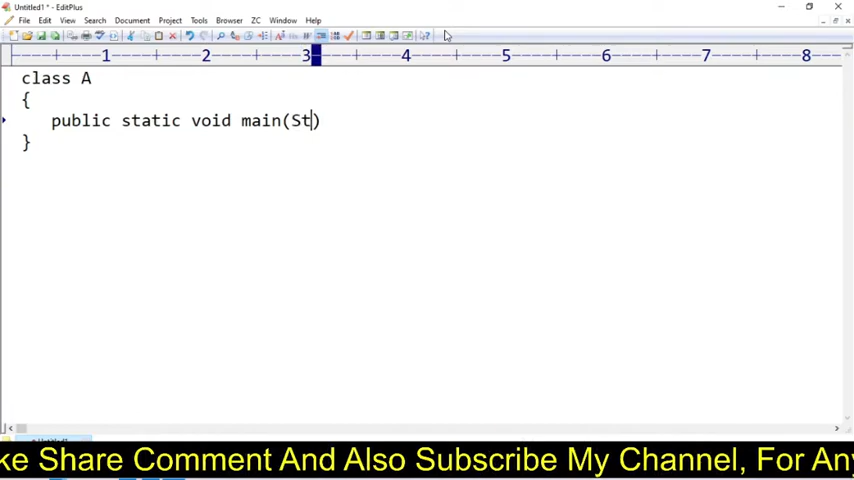 Untitled1 * - EditPlus
File Edit View Search Document Project Tools Browser ZC Window Help
1 2 3 4 5 6 7 8
class A
{
public static void main(St)
}
ke Share Comment And Also Subscribe My Channel, For Any